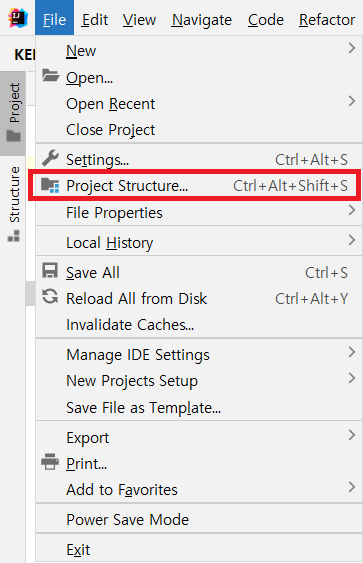 File Edit View Navigate Code Refactor
KE
Project
Structure
New
Open...
Open Recent
Close Project
Settings... Ctrl+Alt+S
Project Structure... Ctrl+Alt+Shift+S
File Properties
Local History
Save All Ctrl+S
Reload All from Disk Ctrl+Alt+Y
Invalidate Caches...
Manage IDE Settings
New Projects Setup
Save File as Template...
Export
Print...
Add to Favorites
Power Save Mode
Exit